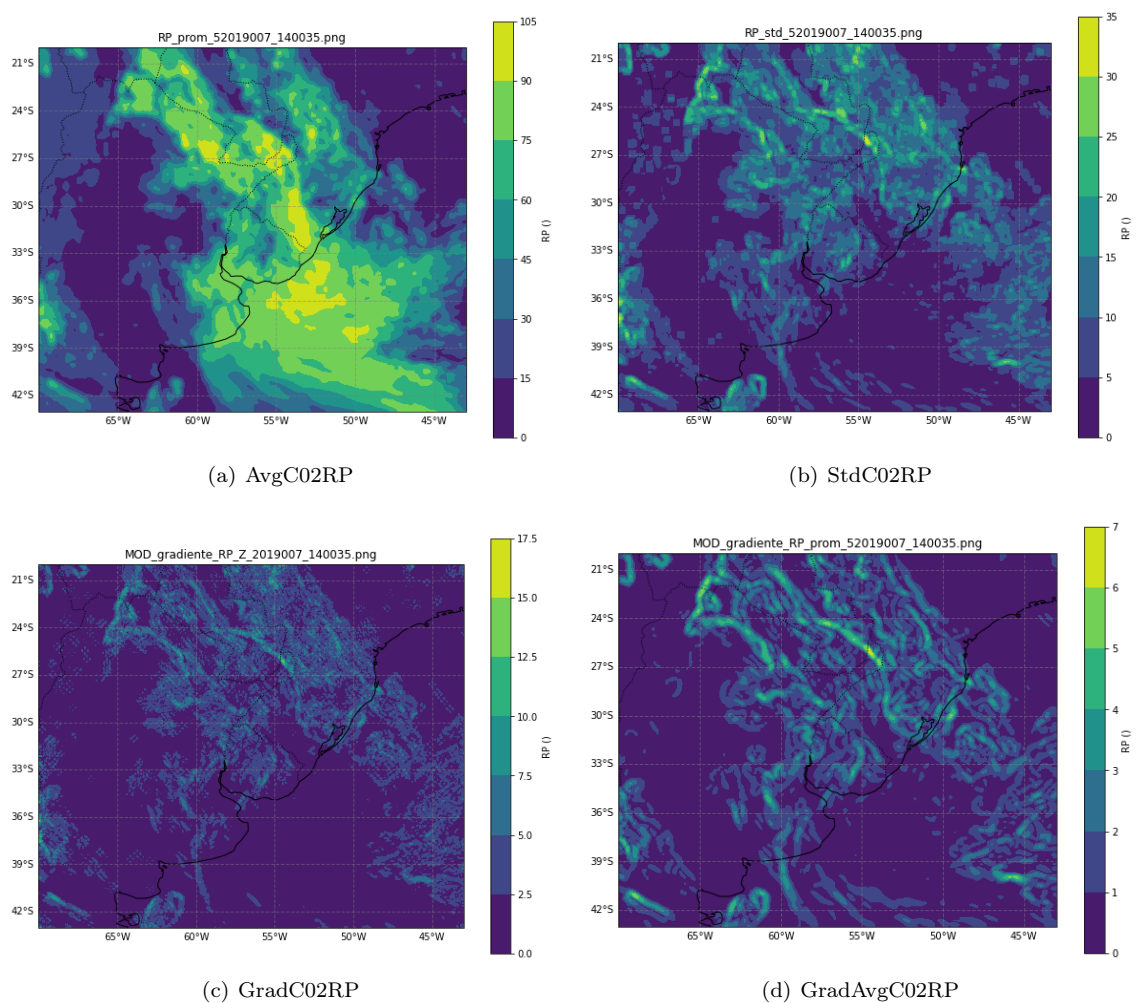 RP_prom_52019007_140035.png
21°S
24°S
27°S
30°S
33°S
36°S
39°S
42°S
65°W 60°W 55°W 50°W 45°W
105
90
75
60
45
30
15
0
RP ()
(a) AvgC02RP
RP_std_52019007_140035.png
21°S
24°S
27°S
30°S
33°S
36°S
39°S
42°S
65°W 60°W 55°W 50°W 45°W
35
30
25
20
15
10
5
0
RP ()
(b) StdC02RP
MOD_gradiente_RP_Z_2019007_140035.png
21°S
24°S
27°S
30°S
33°S
36°S
39°S
42°S
65°W 60°W 55°W 50°W 45°W
17.5
15.0
12.5
10.0
7.5
5.0
2.5
0.0
RP ()
(c) GradC02RP
MOD_gradiente_RP_prom_52019007_140035.png
21°S
24°S
27°S
30°S
33°S
36°S
39°S
42°S
65°W 60°W 55°W 50°W 45°W
7
6
5
4
3
2
1
0
RP ()
(d) GradAvgC02RP